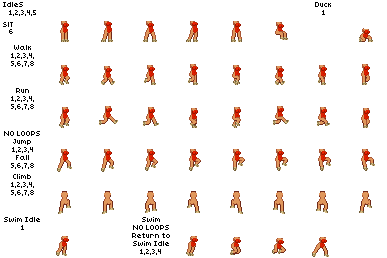 IdleS
1,2,3,4,5
Duck
1
SIT
6
Walk
1,2,3,4,
5,6,7,8
Run
1,2,3,4,
5,6,7,8
NO LOOPS
Jump
1,2,3,4
Fall
5,6,7,8
Climb
1,2,3,4,
5,6,7,8
Swim Idle
1
Swim
NO LOOPS
Return to
Swim Idle
1,2,3,4